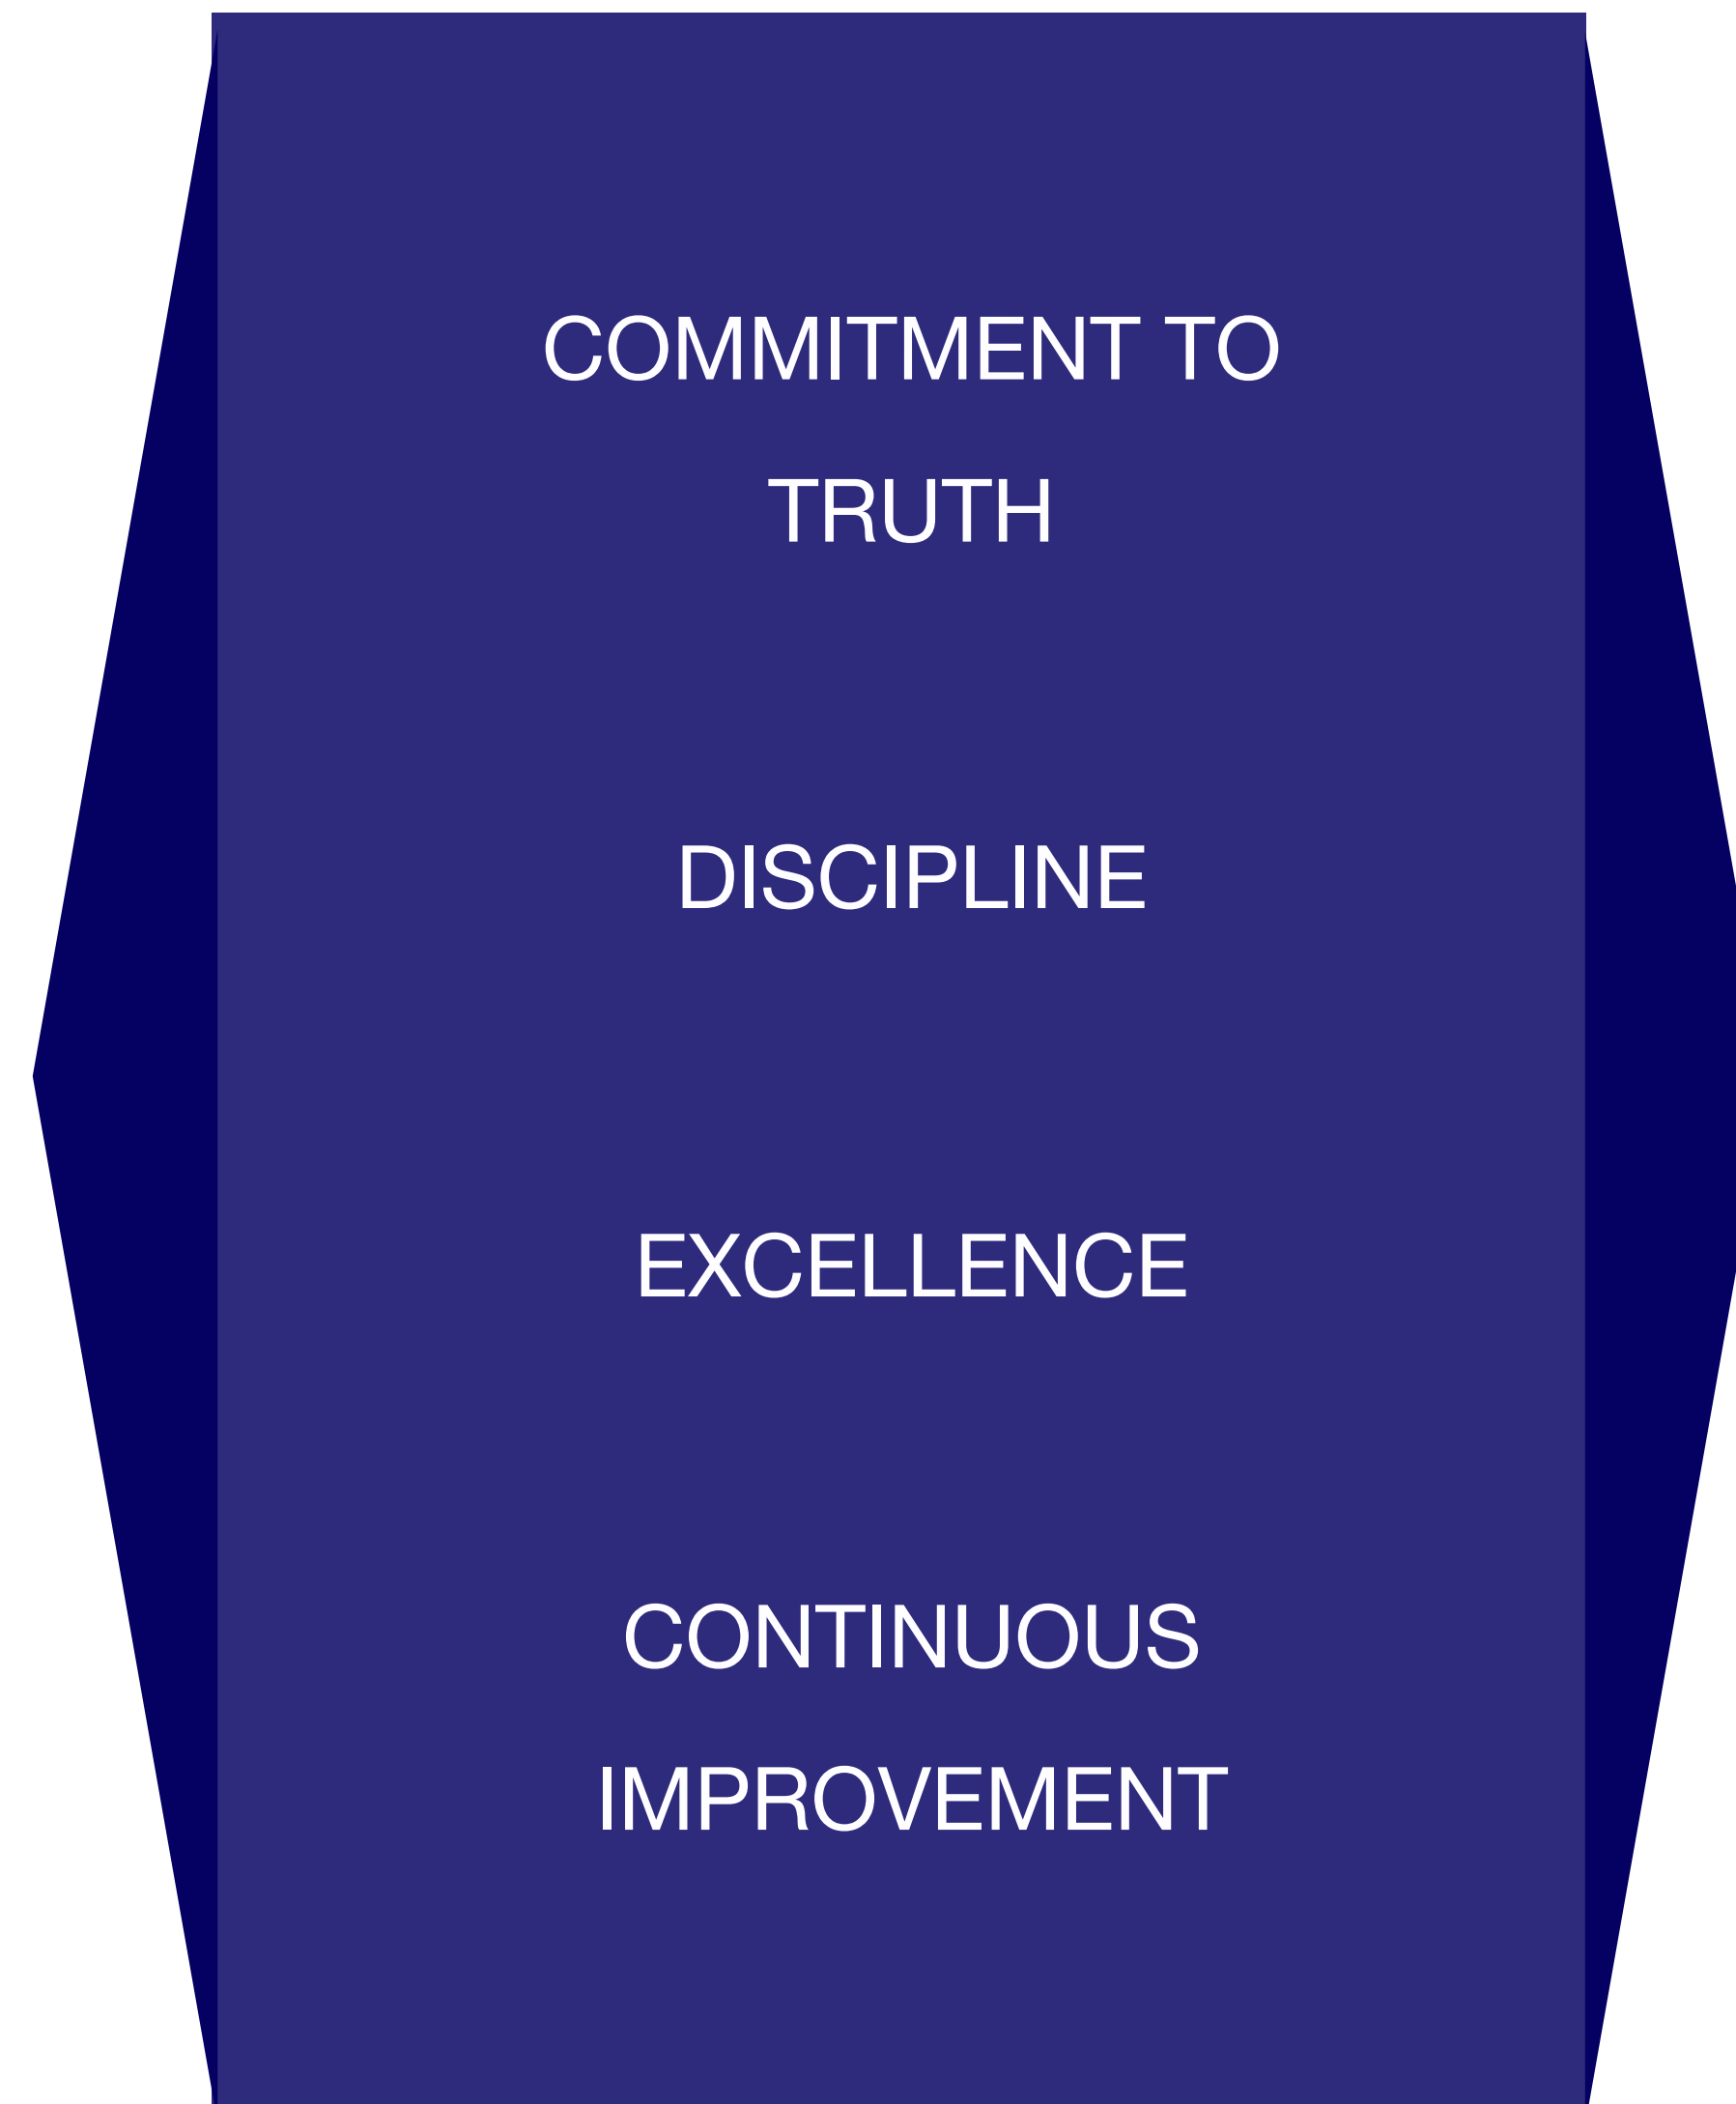 COMMITMENT TO
TRUTH
DISCIPLINE
EXCELLENCE
CONTINUOUS
IMPROVEMENT